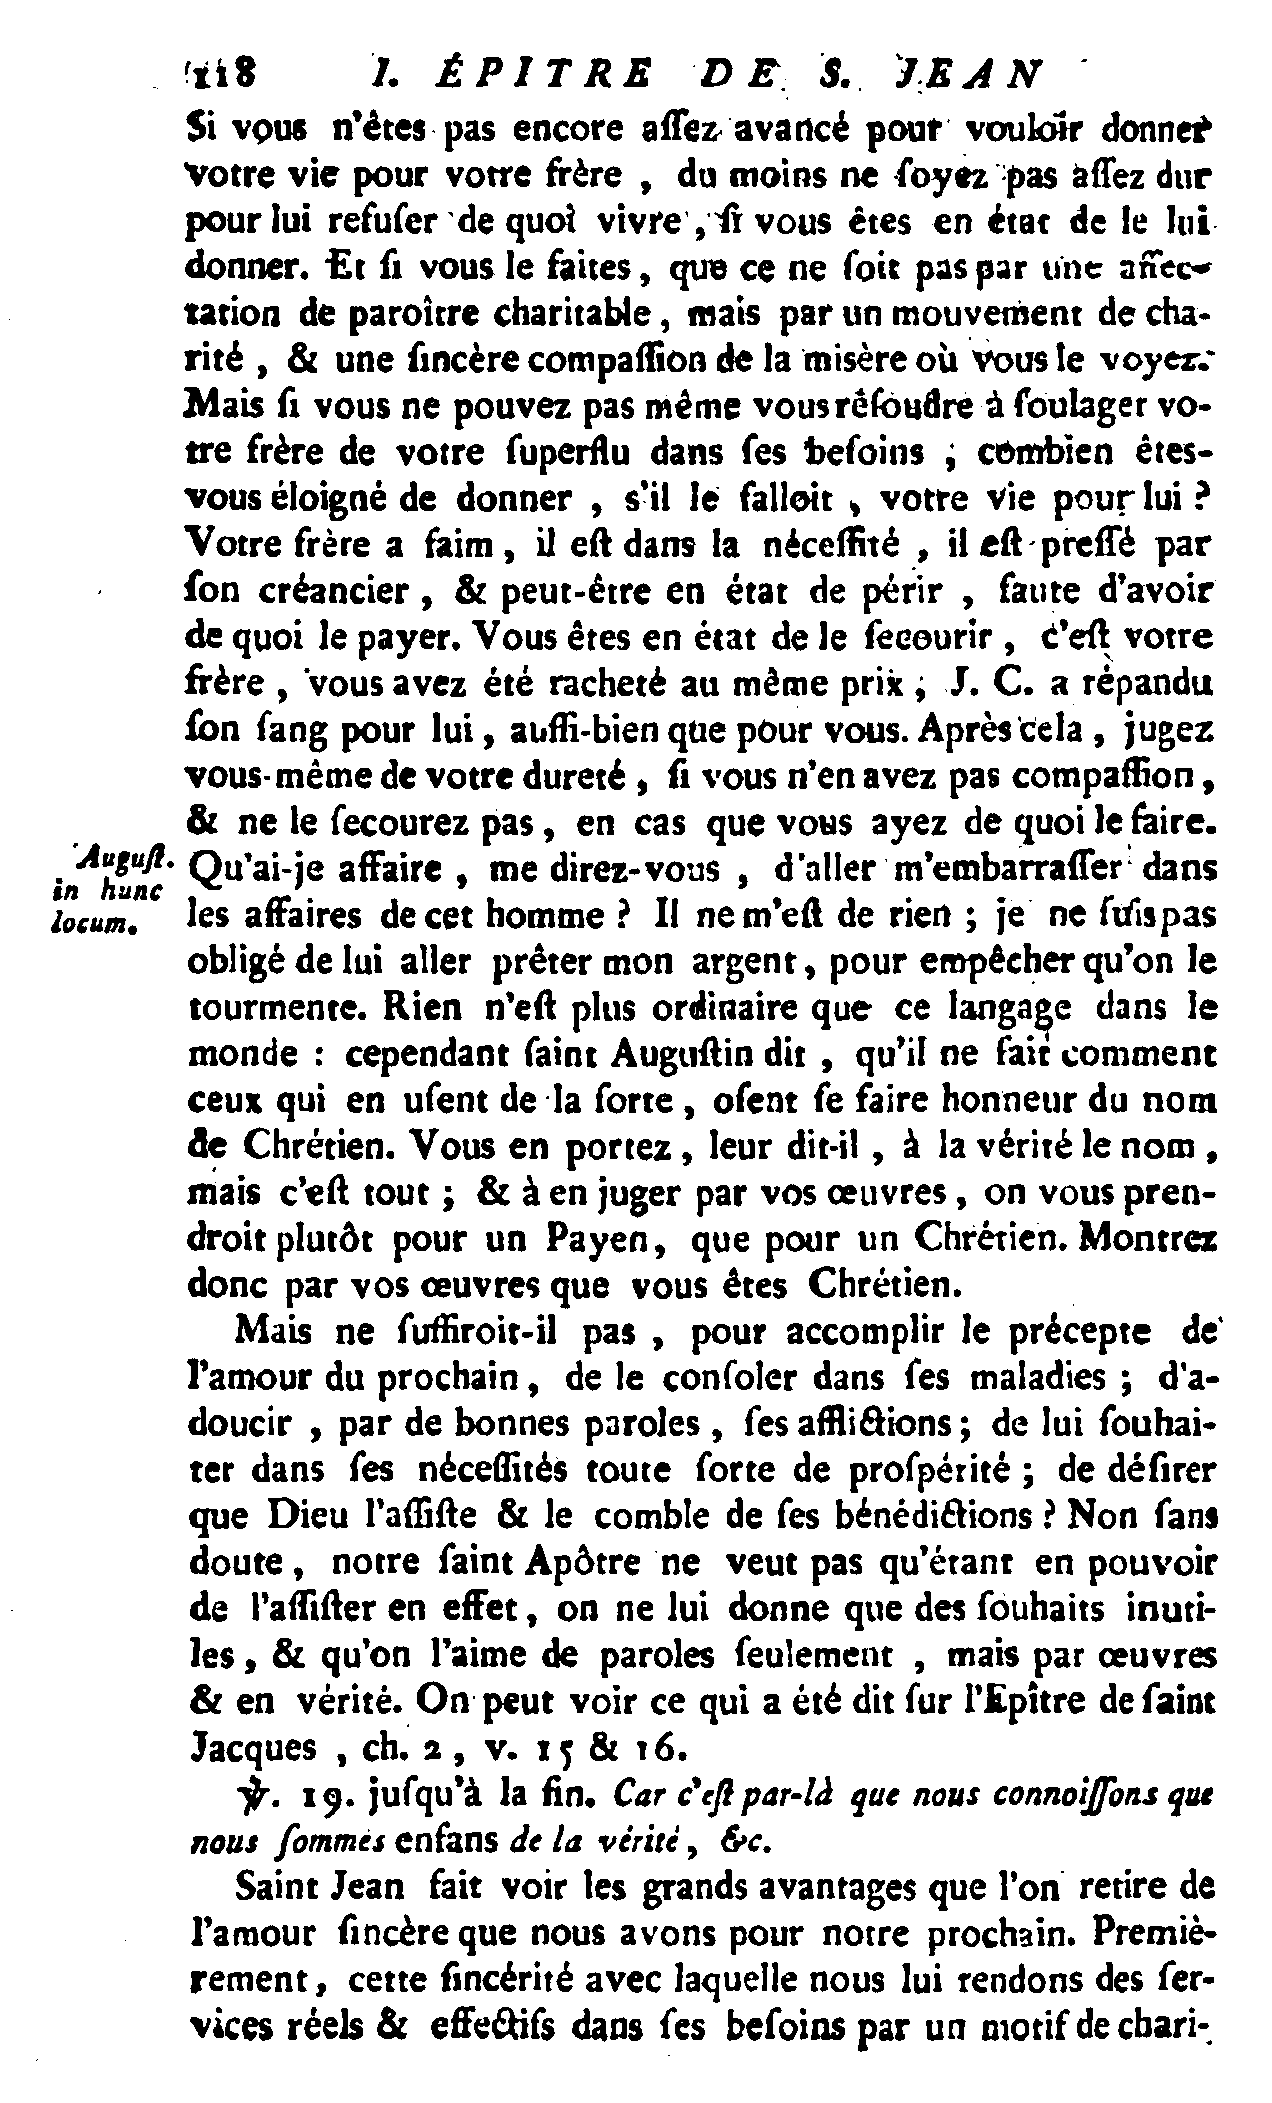 118 I. ÉPITRE DE S. JEAN
Si vous n'êtes pas encore aſſez avancé pour vouloir donner
votre vie pour votre frère, du moins ne ſoyez pas aſſez dur
pour lui refuſer de quoi vivre, ſi vous êtes en état de le lui
donner. Et ſi vous le faites, que ce ne ſoit pas par une affec-
tation de paroître charitable, mais par un mouvement de cha-
rité, & une ſincère compaſſion de la misère où vous le voyez.
Mais ſi vous ne pouvez pas même vous réſoudre à ſoulager vo-
tre frère de votre ſuperflu dans ſes beſoins ; combien êtes-
vous éloigné de donner, s'il le falloit, votre vie pour lui ?
Votre frère a faim, il eſt dans la néceſſité, il eſt preſſé par
ſon créancier, & peut-être en état de périr, faute d'avoir
de quoi le payer. Vous êtes en état de le ſecourir, c'eſt votre
frère, vous avez été racheté au même prix ; J. C. a répandu
ſon ſang pour lui, auſſi-bien que pour vous. Après cela, jugez
vous-même de votre dureté, ſi vous n'en avez pas compaſſion,
& ne le ſecourez pas, en cas que vous ayez de quoi le faire.
Auguſt.
in hunc
locum.
Qu'ai-je affaire, me direz-vous, d'aller m'embarraſſer dans
les affaires de cet homme ? Il ne m'eſt de rien ; je ne ſuis pas
obligé de lui aller prêter mon argent, pour empêcher qu'on le
tourmente. Rien n'eſt plus ordinaire que ce langage dans le
monde : cependant ſaint Auguſtin dit, qu'il ne ſait comment
ceux qui en uſent de la ſorte, oſent ſe faire honneur du nom
de Chrétien. Vous en portez, leur dit-il, à la vérité le nom,
mais c'eſt tout ; & à en juger par vos œuvres, on vous pren-
droit plutôt pour un Payen, que pour un Chrétien. Montrez
donc par vos œuvres que vous êtes Chrétien.
Mais ne ſuffiroit-il pas, pour accomplir le précepte de
l'amour du prochain, de le conſoler dans ſes maladies ; d'a-
doucir, par de bonnes paroles, ſes afflictions ; de lui ſouhai-
ter dans ſes néceſſités toute ſorte de proſpérité ; de déſirer
que Dieu l'aſſiſte & le comble de ſes bénédictions ? Non ſans
doute, notre ſaint Apôtre ne veut pas qu'étant en pouvoir
de l'aſſiſter en effet, on ne lui donne que des ſouhaits inuti-
les, & qu'on l'aime de paroles ſeulement, mais par œuvres
& en vérité. On peut voir ce qui a été dit ſur l'Epître de ſaint
Jacques, ch. 2, v. 15 & 16.
℣. 19. juſqu'à la fin. Car c'eſt par-là que nous connoiſſons que
nous ſommes enfans de la vérité, &c.
Saint Jean fait voir les grands avantages que l'on retire de
l'amour ſincère que nous avons pour notre prochain. Premiè-
rement, cette ſincérité avec laquelle nous lui rendons des ſer-
vices réels & effectifs dans ſes beſoins par un motif de chari-